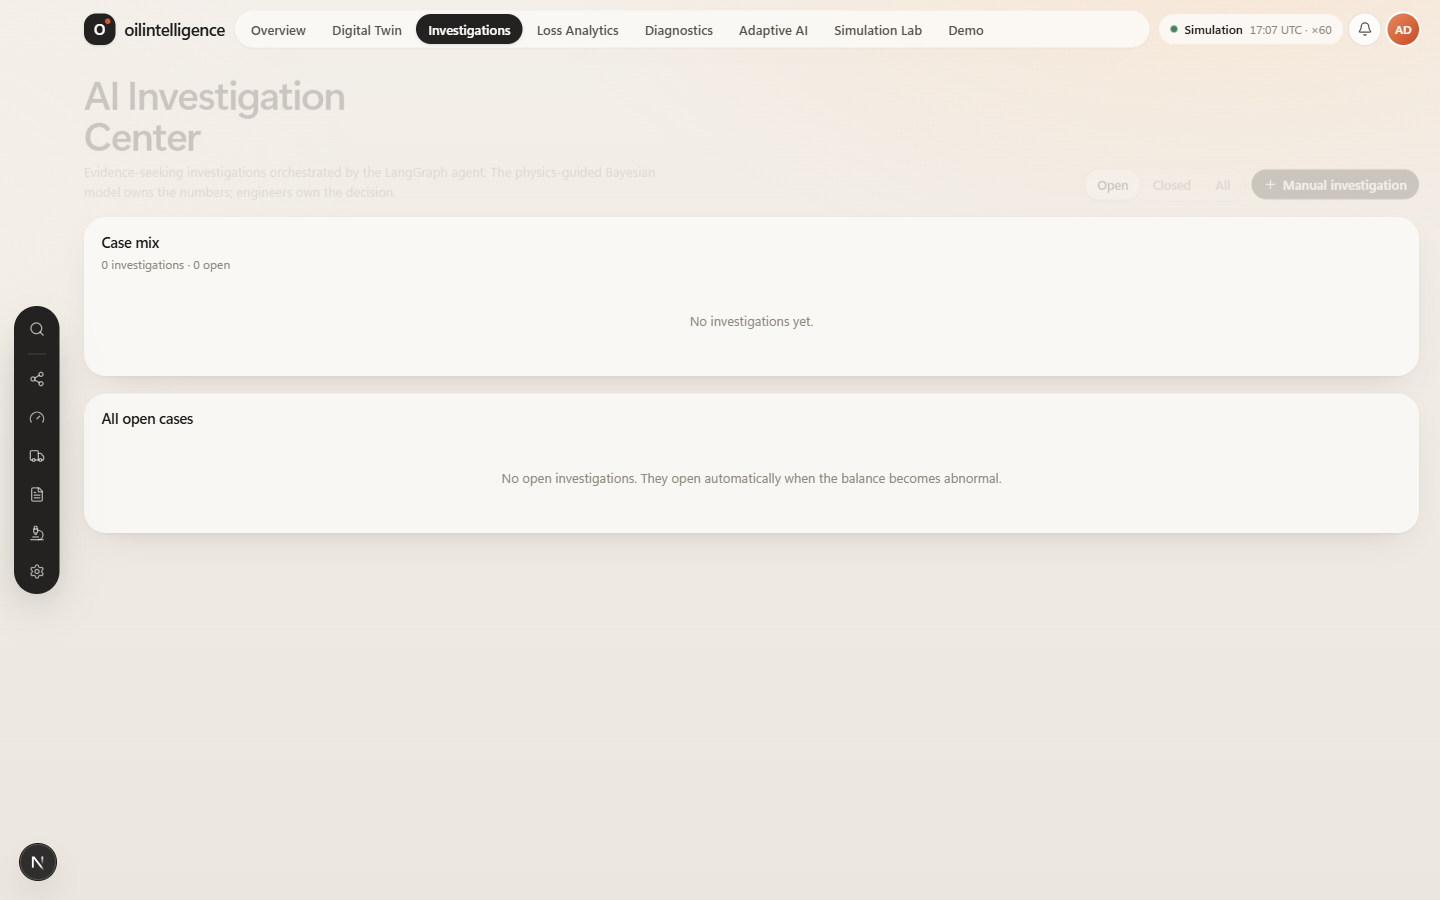 oilintelligence
Overview
Digital Twin
Investigations
Loss Analytics
Diagnostics
Adaptive AI
Simulation Lab
Demo
Simulation 17:07 UTC · ×60
AD
AI Investigation
Center
Evidence-seeking investigations orchestrated by the LangGraph agent. The physics-guided Bayesian
model owns the numbers; engineers own the decision.
Open
Closed
All
+ Manual investigation
Case mix
0 investigations · 0 open
No investigations yet.
All open cases
No open investigations. They open automatically when the balance becomes abnormal.
N